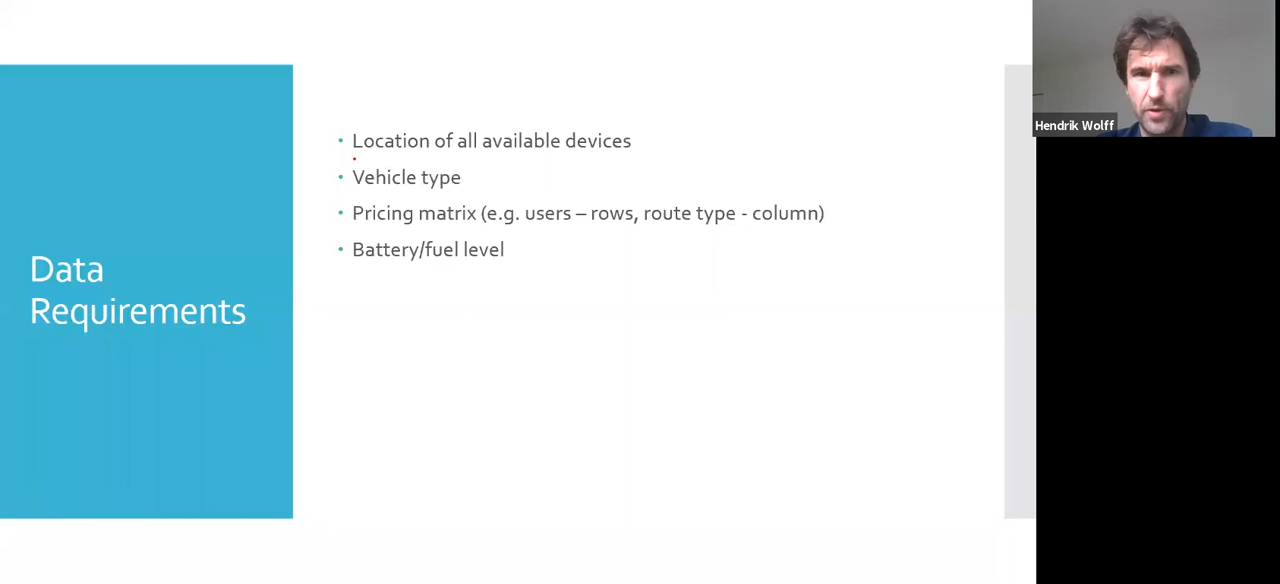 Data
Requirements
• Location of all available devices
• Vehicle type
• Pricing matrix (e.g. users – rows, route type - column)
• Battery/fuel level
Hendrik Wolff